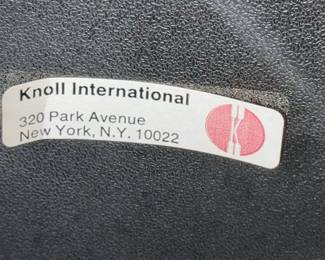 Knoll International
320 Park Avenue
New York, N.Y. 10022